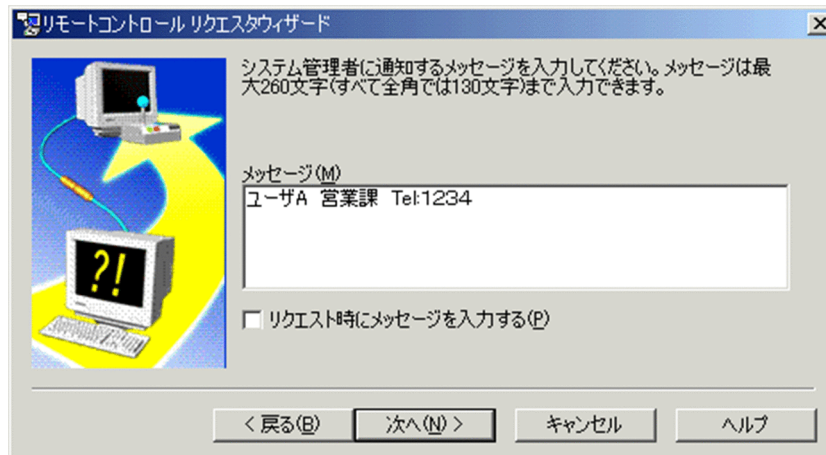 リモートコントロール リクエスタウィザード
システム管理者に通知するメッセージを入力してください。メッセージは最
大260文字(すべて全角では130文字)まで入力できます。
メッセージ(M)
ユーザA 営業課 Tel:1234
リクエスト時にメッセージを入力する(P)
?!
< 戻る(B)
次へ(N) >
キャンセル
ヘルプ